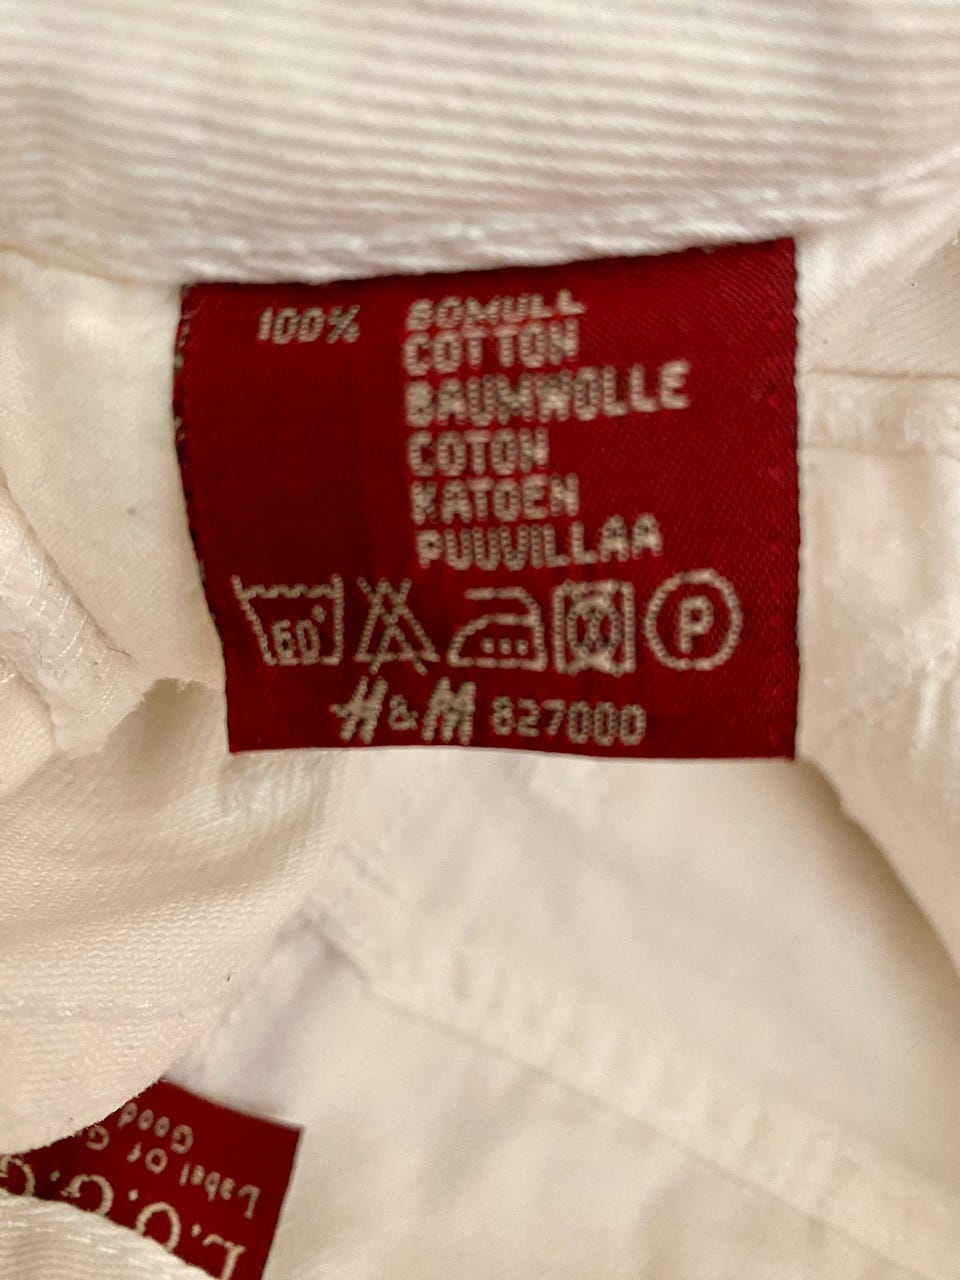 100% BOMULL
COTTON
BAUMWOLLE
COTON
KATOEN
PUUVILLAA
60° P
H&M 827000
Label Of G
Good
L.O.G.G